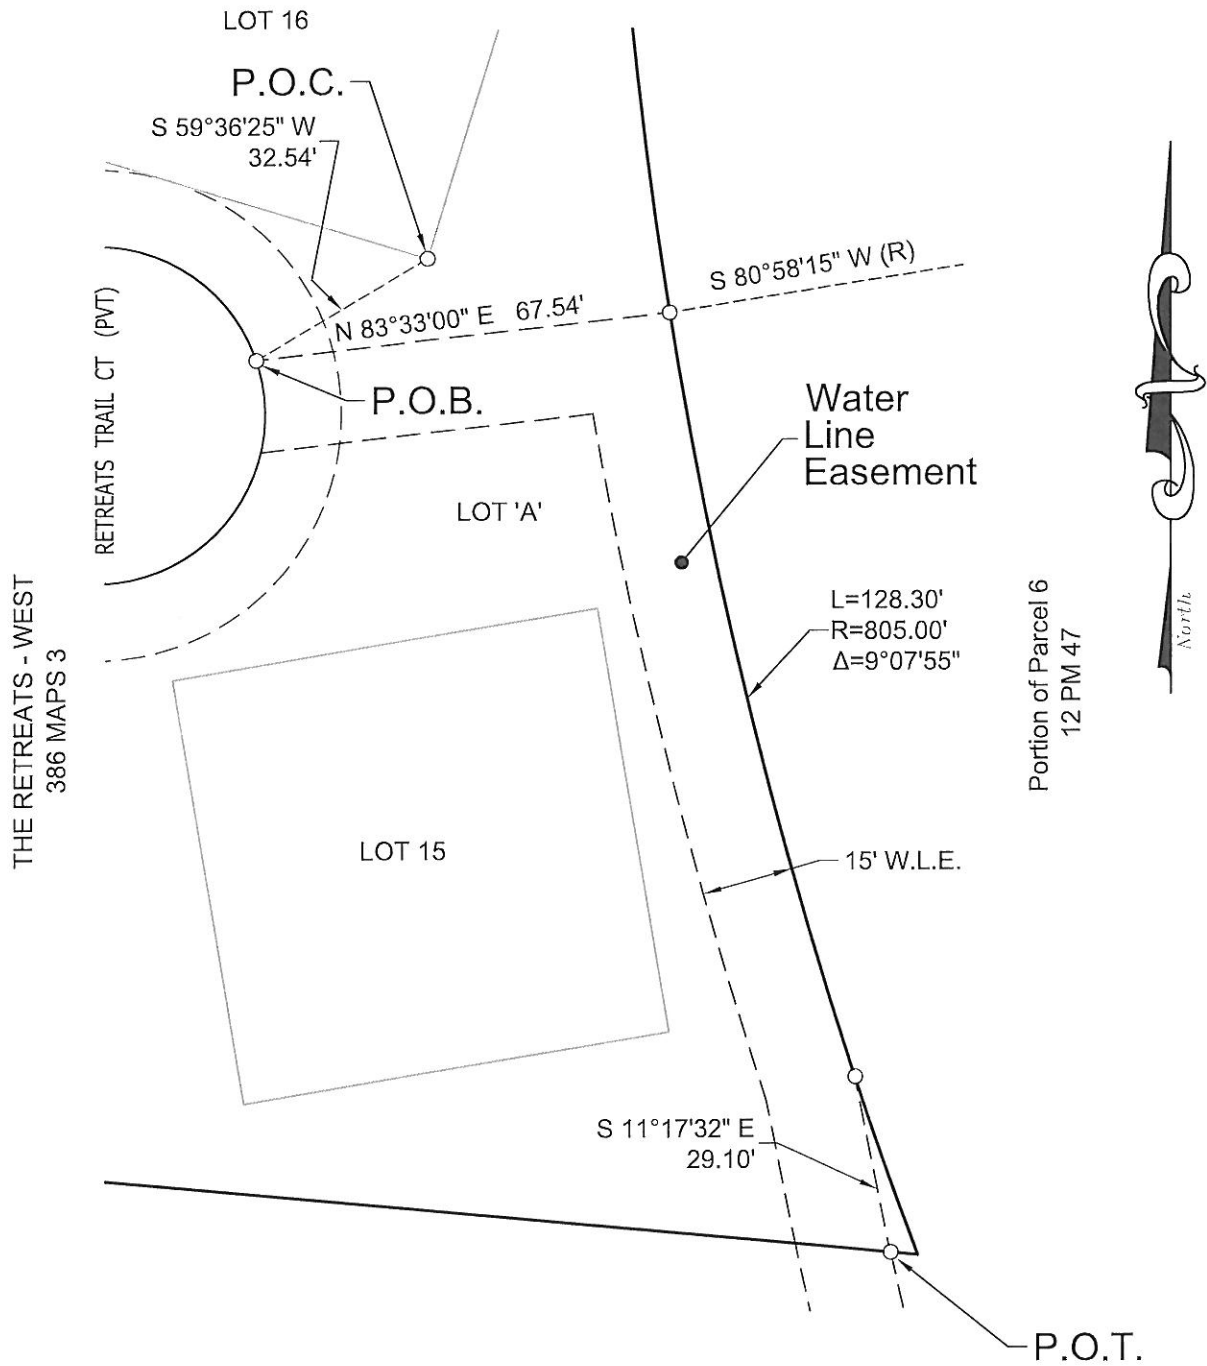 LOT 16
P.O.C.
S 59°36'25" W
32.54'
S 80°58'15" W (R)
N 83°33'00" E 67.54'
RETREATS TRAIL CT (PVT)
P.O.B.
Water
Line
Easement
LOT 'A'
North
THE RETREATS - WEST
386 MAPS 3
L=128.30'
R=805.00'
Δ=9°07'55"
Portion of Parcel 6
12 PM 47
LOT 15
15' W.L.E.
S 11°17'32" E
29.10'
P.O.T.